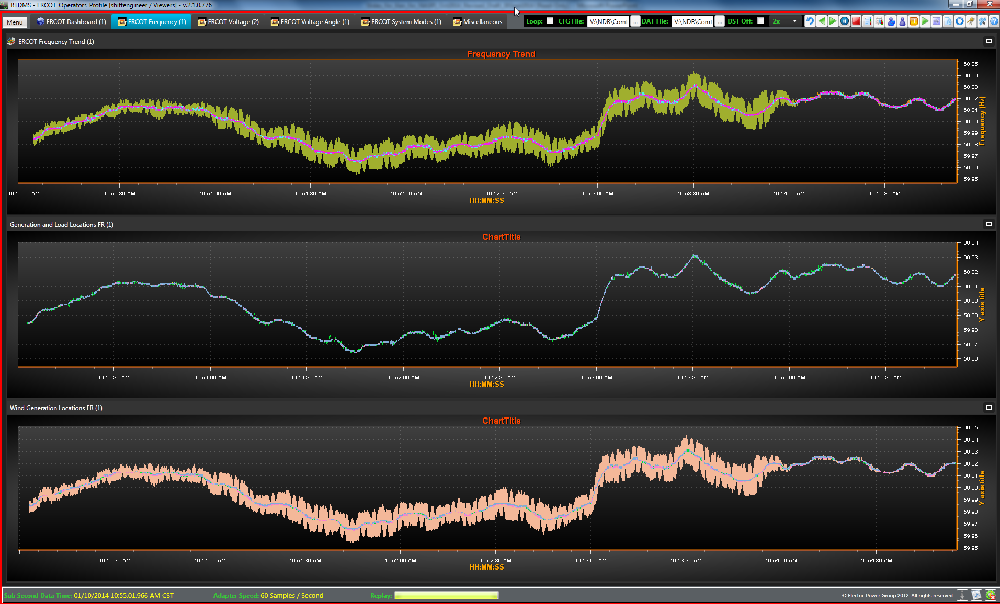 RTDMS - ERCOT_Operators_Profile [shiftengineer / Viewers] - v.2.1.0.776
Menu ERCOT Dashboard (1) ERCOT Frequency (1) ERCOT Voltage (2) ERCOT Voltage Angle (1) ERCOT System Modes (1) Miscellaneous Loop: CFG File: V:\NDR\Comt ... DAT File: V:\NDR\Comt ... DST Off: 2x
ERCOT Frequency Trend (1)
Frequency Trend
60.05
60.04
60.03
60.02
60.01
60.00
59.99
59.98
59.97
59.96
59.95
Frequency (Hz)
10:50:00 AM 10:50:30 AM 10:51:00 AM 10:51:30 AM 10:52:00 AM 10:52:30 AM 10:53:00 AM 10:53:30 AM 10:54:00 AM 10:54:30 AM
HH:MM:SS
Generation and Load Locations FR (1)
ChartTitle
60.04
60.03
60.02
60.01
60.00
59.99
59.98
59.97
59.96
Y axis title
10:50:30 AM 10:51:00 AM 10:51:30 AM 10:52:00 AM 10:52:30 AM 10:53:00 AM 10:53:30 AM 10:54:00 AM 10:54:30 AM
HH:MM:SS
Wind Generation Locations FR (1)
ChartTitle
60.05
60.04
60.03
60.02
60.01
60.00
59.99
59.98
59.97
59.96
59.95
Y axis title
10:50:30 AM 10:51:00 AM 10:51:30 AM 10:52:00 AM 10:52:30 AM 10:53:00 AM 10:53:30 AM 10:54:00 AM 10:54:30 AM
HH:MM:SS
Sub Second Data Time: 01/10/2014 10:55.01.966 AM CST Adapter Speed: 60 Samples / Second Replay: © Electric Power Group 2012. All rights reserved.